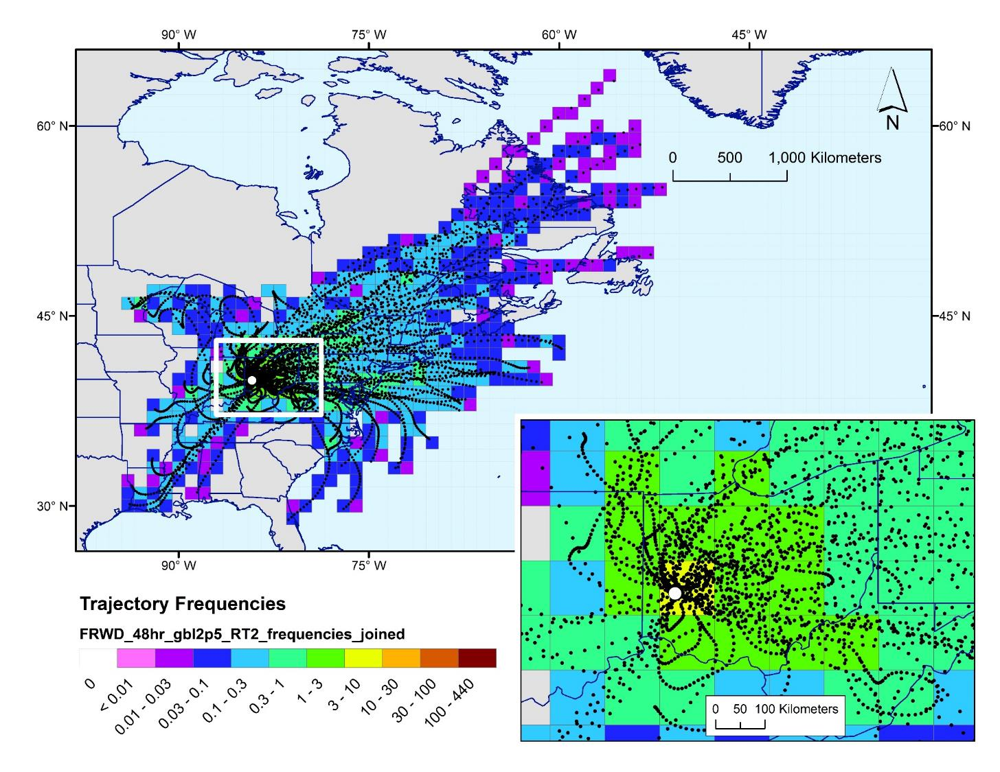 90° W 75° W 60° W 45° W
60° N 60° N
N
0 500 1,000 Kilometers
45° N 45° N
30° N
90° W 75° W
Trajectory Frequencies
FRWD_48hr_gbl2p5_RT2_frequencies_joined
0
< 0.01
0.01 - 0.03
0.03 - 0.1
0.1 - 0.3
0.3 - 1
1 - 3
3 - 10
10 - 30
30 - 100
100 - 440
0 50 100 Kilometers